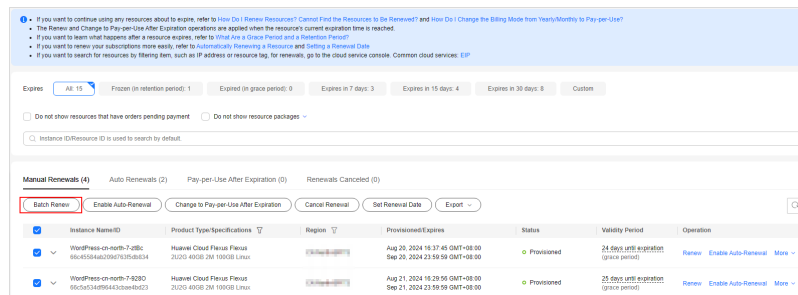 If you want to continue using any resources about to expire, refer to How Do I Renew Resources? Cannot Find the Resources to Be Renewed? and How Do I Change the Billing Mode from Yearly/Monthly to Pay-per-Use?
The Renew and Change to Pay-per-Use After Expiration operations are applied when the resource's current expiration time is reached.
If you want to learn what happens after a resource expires, refer to What Are a Grace Period and a Retention Period?
If you want to renew your subscriptions more easily, refer to Automatically Renewing a Resource and Setting a Renewal Date
If you want to search for resources by filtering item, such as IP address or resource tag, for renewals, go to the cloud service console. Common cloud services: EIP
Expires All: 15 Frozen (in retention period): 1 Expired (in grace period): 0 Expires in 7 days: 3 Expires in 15 days: 4 Expires in 30 days: 8 Custom
Do not show resources that have orders pending payment Do not show resource packages
Instance ID/Resource ID is used to search by default.
Manual Renewals (4) Auto Renewals (2) Pay-per-Use After Expiration (0) Renewals Canceled (0)
Batch Renew Enable Auto-Renewal Change to Pay-per-Use After Expiration Cancel Renewal Set Renewal Date Export
Instance Name/ID Product Type/Specifications Region Provisioned/Expires Status Validity Period Operation
WordPress-cn-north-7-ztBc Huawei Cloud Flexus Flexus Aug 20, 2024 16:37:45 GMT+08:00 Provisioned 24 days until expiration Renew Enable Auto-Renewal More
66c45584ab209d763f5db834 2U2G 40GB 2M 100GB Linux Sep 20, 2024 23:59:59 GMT+08:00 (grace period)
WordPress-cn-north-7-928O Huawei Cloud Flexus Flexus Aug 21, 2024 16:29:56 GMT+08:00 Provisioned 25 days until expiration Renew Enable Auto-Renewal More
66c5a534df96443cbae4bd23 2U2G 40GB 2M 100GB Linux Sep 21, 2024 23:59:59 GMT+08:00 (grace period)